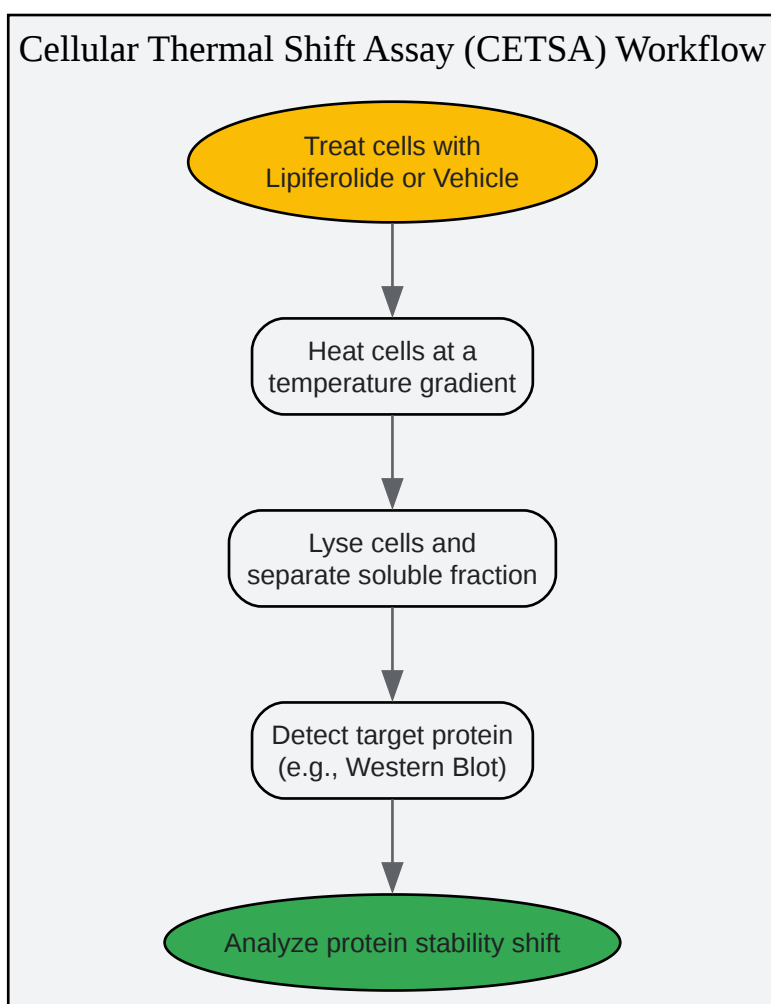 Cellular Thermal Shift Assay (CETSA) Workflow
Treat cells with
Lipiferolide or Vehicle
Heat cells at a
temperature gradient
Lyse cells and
separate soluble fraction
Detect target protein
(e.g., Western Blot)
Analyze protein stability shift